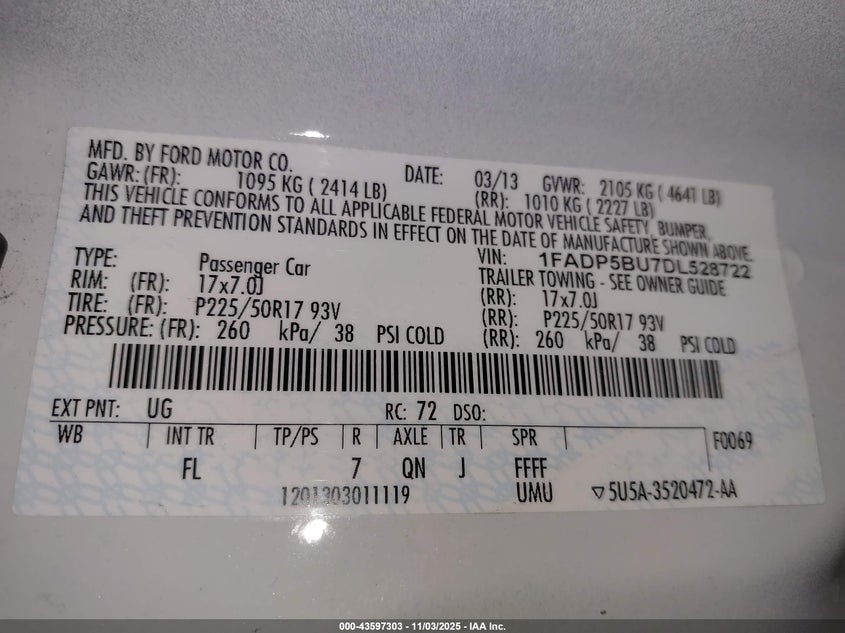 MFD. BY FORD MOTOR CO. DATE: 03/13 GVWR: 2105 KG ( 4641 LB)
GAWR: (FR): 1095 KG ( 2414 LB) (RR): 1010 KG ( 2227 LB)
THIS VEHICLE CONFORMS TO ALL APPLICABLE FEDERAL MOTOR VEHICLE SAFETY, BUMPER,
AND THEFT PREVENTION STANDARDS IN EFFECT ON THE DATE OF MANUFACTURE SHOWN ABOVE.
VIN: 1FADP5BU7DL528722
TYPE: Passenger Car TRAILER TOWING - SEE OWNER GUIDE
RIM: (FR): 17x7.0J (RR): 17x7.0J
TIRE: (FR): P225/50R17 93V (RR): P225/50R17 93V
PRESSURE: (FR): 260 kPa/ 38 PSI COLD (RR): 260 kPa/ 38 PSI COLD
EXT PNT: UG RC: 72 DSO:
WB INT TR TP/PS R AXLE TR SPR F0069
FL 7 QN J FFFF
1201303011119 UMU ▽5U5A-3520472-AA
000-43597303 - 11/03/2025 - IAA Inc.